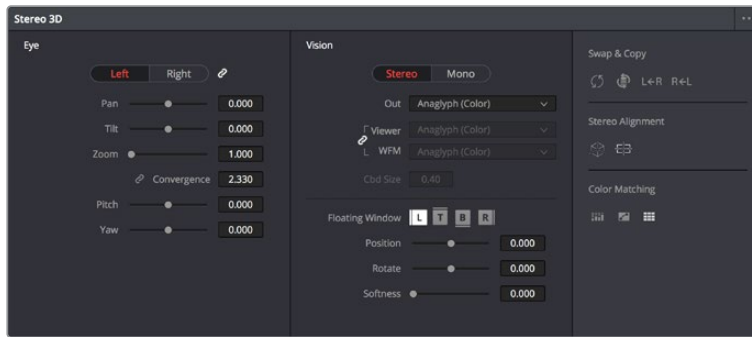 Stereo 3D
Eye
Left Right
Pan 0.000
Tilt 0.000
Zoom 1.000
Convergence 2.330
Pitch 0.000
Yaw 0.000
Vision
Stereo Mono
Out Anaglyph (Color)
Viewer Anaglyph (Color)
WFM Anaglyph (Color)
Cbd Size 0.40
Floating Window L T B R
Position 0.000
Rotate 0.000
Softness 0.000
Swap & Copy
L←R R←L
Stereo Alignment
Color Matching